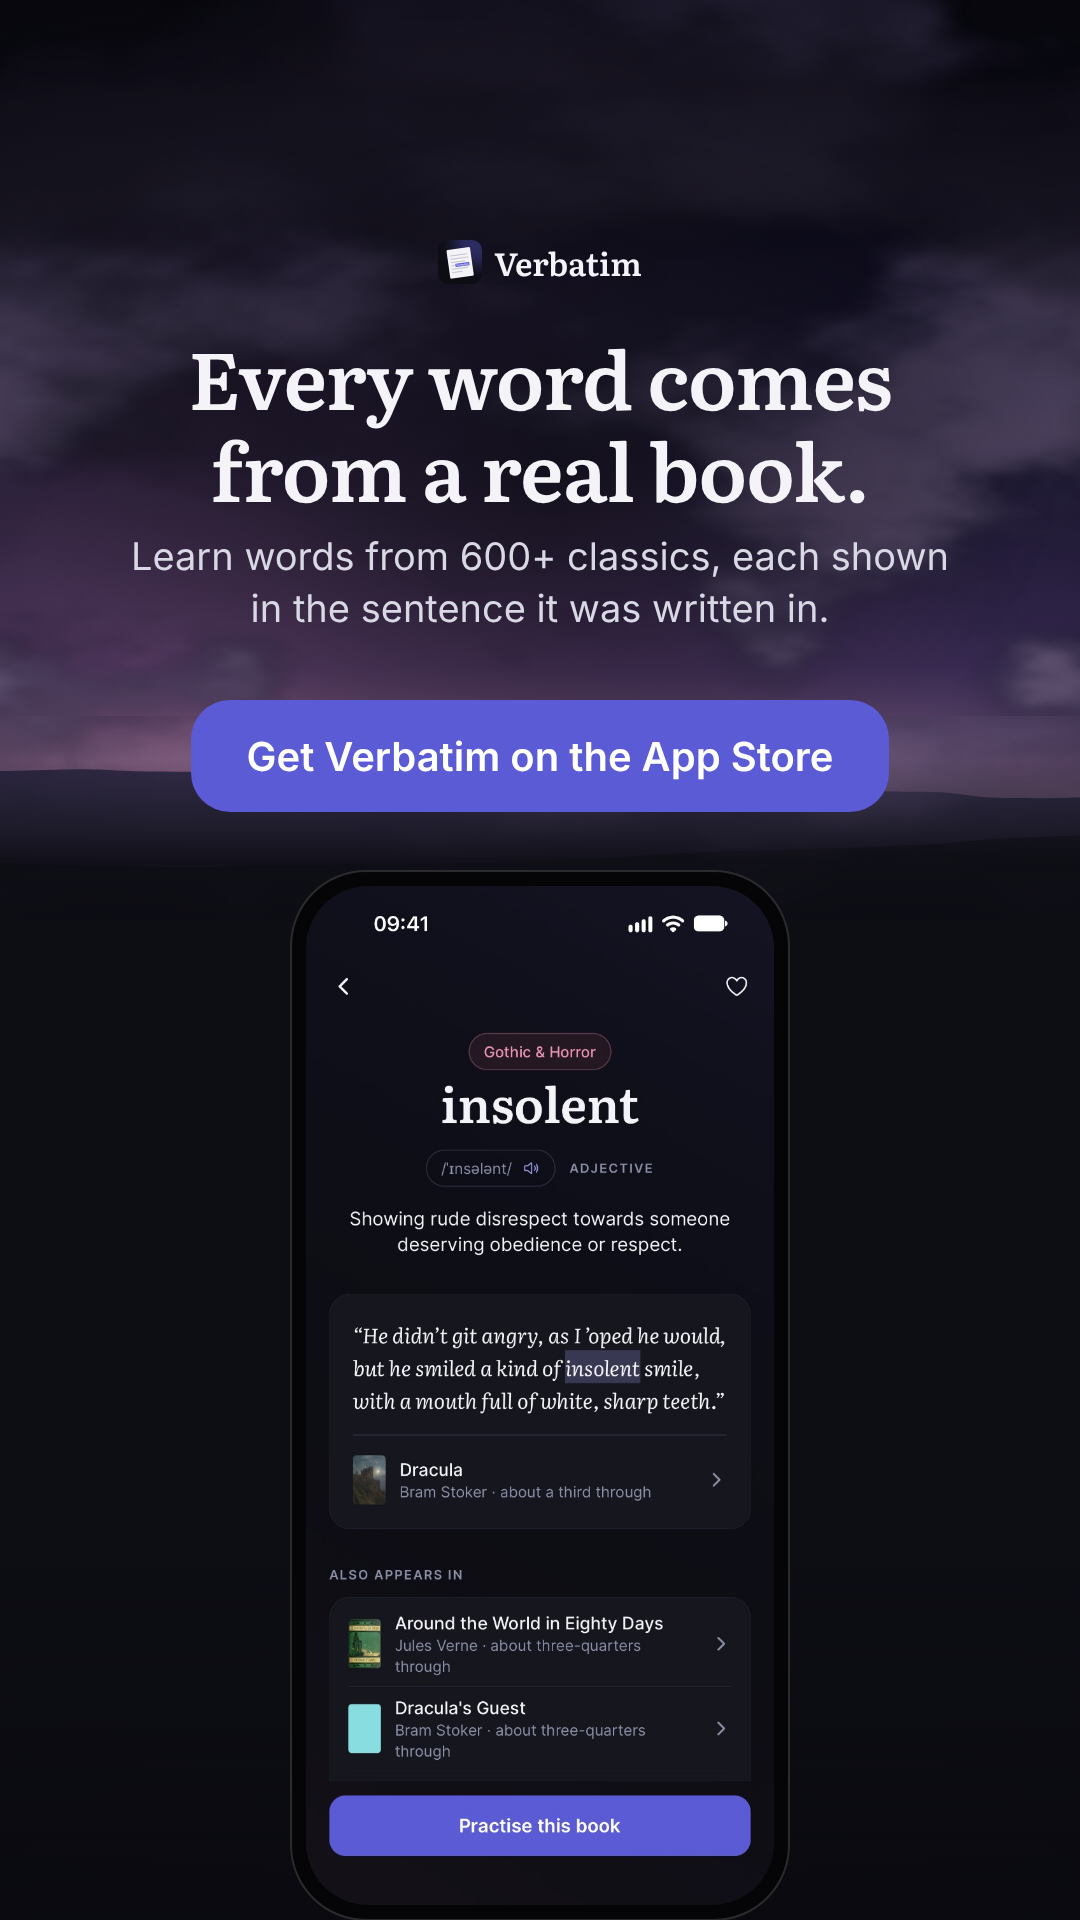 Verbatim
Every word comes
from a real book.
Learn words from 600+ classics, each shown
in the sentence it was written in.
Get Verbatim on the App Store
09:41
Gothic & Horror
insolent
/ˈɪnsələnt/ ADJECTIVE
Showing rude disrespect towards someone
deserving obedience or respect.
“He didn’t git angry, as I ’oped he would,
but he smiled a kind of insolent smile,
with a mouth full of white, sharp teeth.”
Dracula
Bram Stoker · about a third through
ALSO APPEARS IN
Around the World in Eighty Days
Jules Verne · about three-quarters
through
Dracula's Guest
Bram Stoker · about three-quarters
through
Practise this book